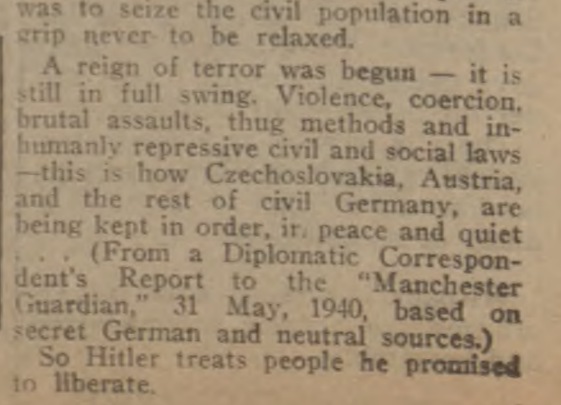 was to seize the civil population in a
grip never to be relaxed.
A reign of terror was begun — it is
still in full swing. Violence, coercion,
brutal assaults, thug methods and in-
humanly repressive civil and social laws
—this is how Czechoslovakia, Austria,
and the rest of civil Germany, are
being kept in order, in peace and quiet
. . . (From a Diplomatic Correspon-
dent's Report to the "Manchester
Guardian," 31 May, 1940, based on
secret German and neutral sources.)
So Hitler treats people he promised
to liberate.